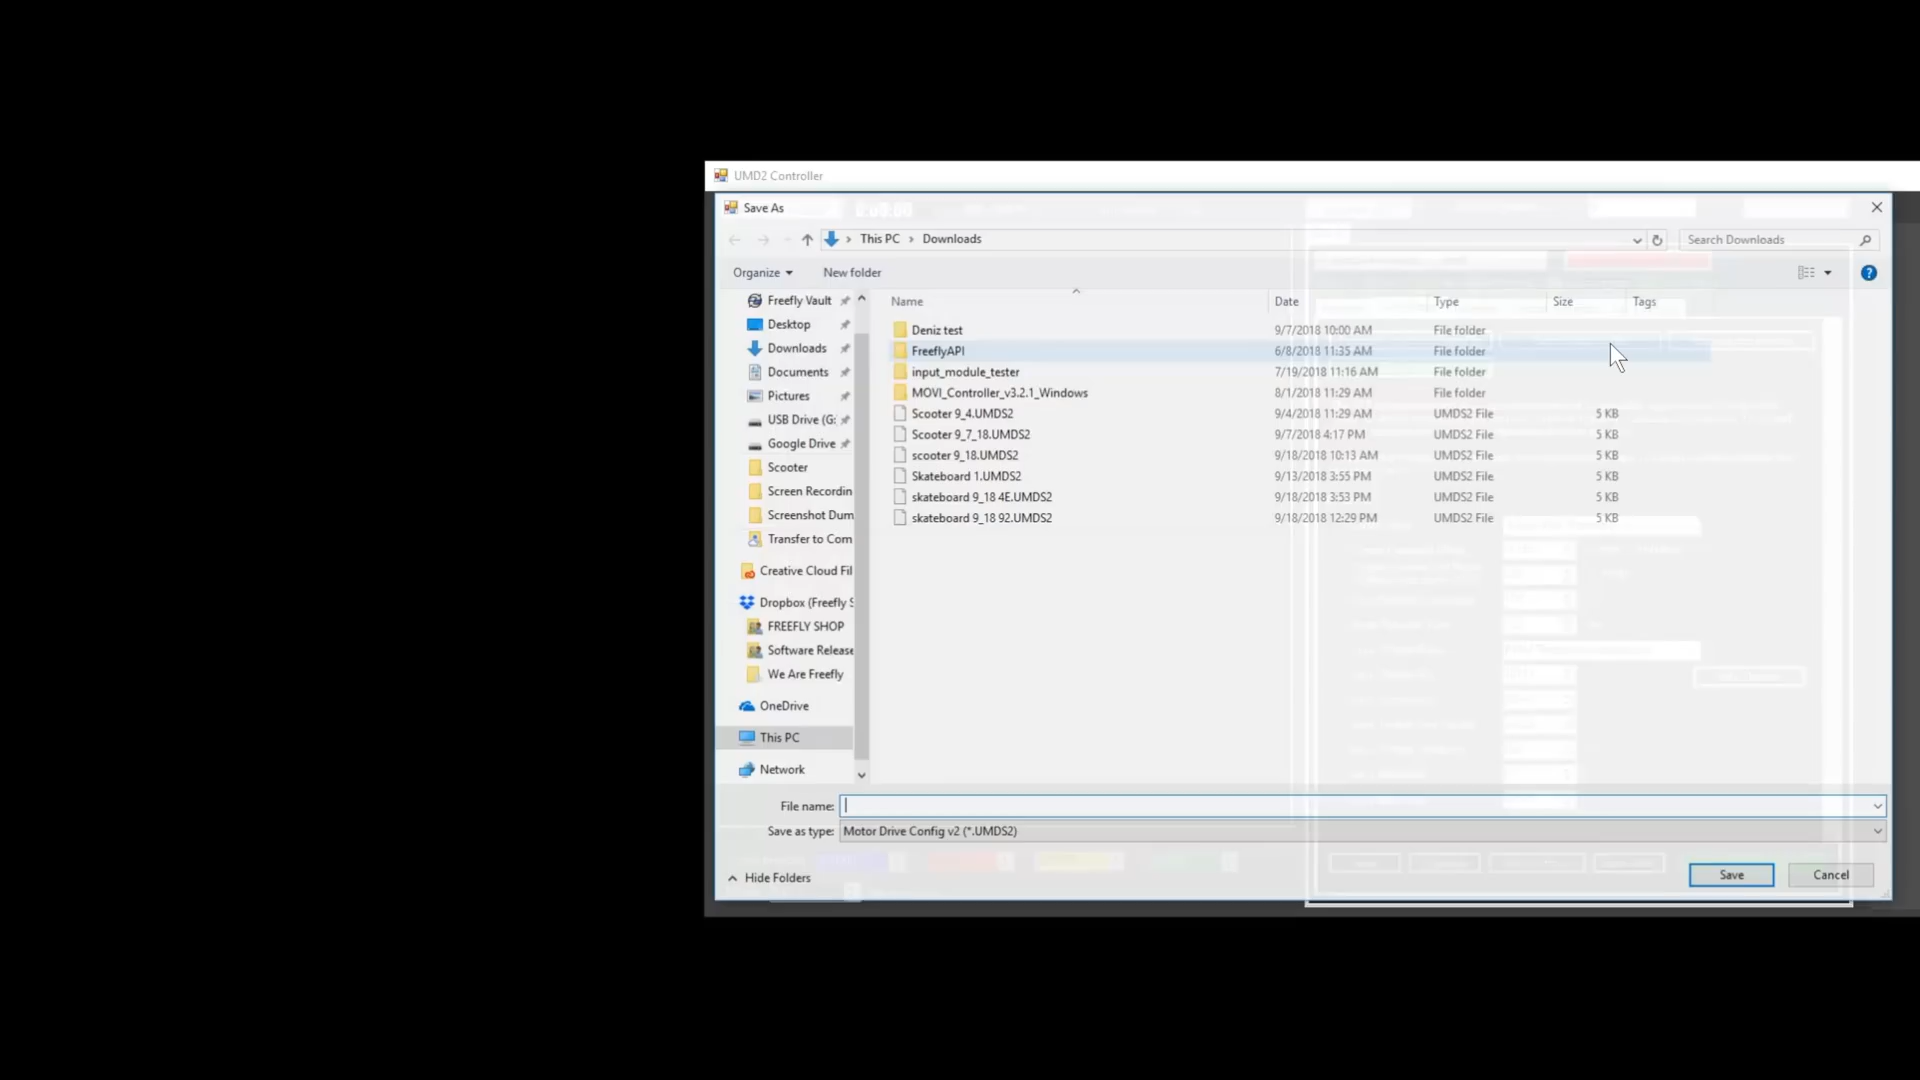 UMD2 Controller
Save As
This PC > Downloads
Search Downloads
Organize
New folder
Name Date Type Size Tags
Freefly Vault
Desktop
Downloads
Documents
Pictures
USB Drive (G:
Google Drive
Scooter
Screen Recordin
Screenshot Dum
Transfer to Com
Creative Cloud Fil
Dropbox (Freefly S
FREEFLY SHOP
Software Release
We Are Freefly
OneDrive
This PC
Network
Deniz test 9/7/2018 10:00 AM File folder
FreeflyAPI 6/8/2018 11:35 AM File folder
input_module_tester 7/19/2018 11:16 AM File folder
MOVI_Controller_v3.2.1_Windows 8/1/2018 11:29 AM File folder
Scooter 9_4.UMDS2 9/4/2018 11:29 AM UMDS2 File 5 KB
Scooter 9_7_18.UMDS2 9/7/2018 4:17 PM UMDS2 File 5 KB
scooter 9_18.UMDS2 9/18/2018 10:13 AM UMDS2 File 5 KB
Skateboard 1.UMDS2 9/13/2018 3:55 PM UMDS2 File 5 KB
skateboard 9_18 4E.UMDS2 9/18/2018 3:53 PM UMDS2 File 5 KB
skateboard 9_18 92.UMDS2 9/18/2018 12:29 PM UMDS2 File 5 KB
File name:
Save as type: Motor Drive Config v2 (*.UMDS2)
Hide Folders
Save
Cancel